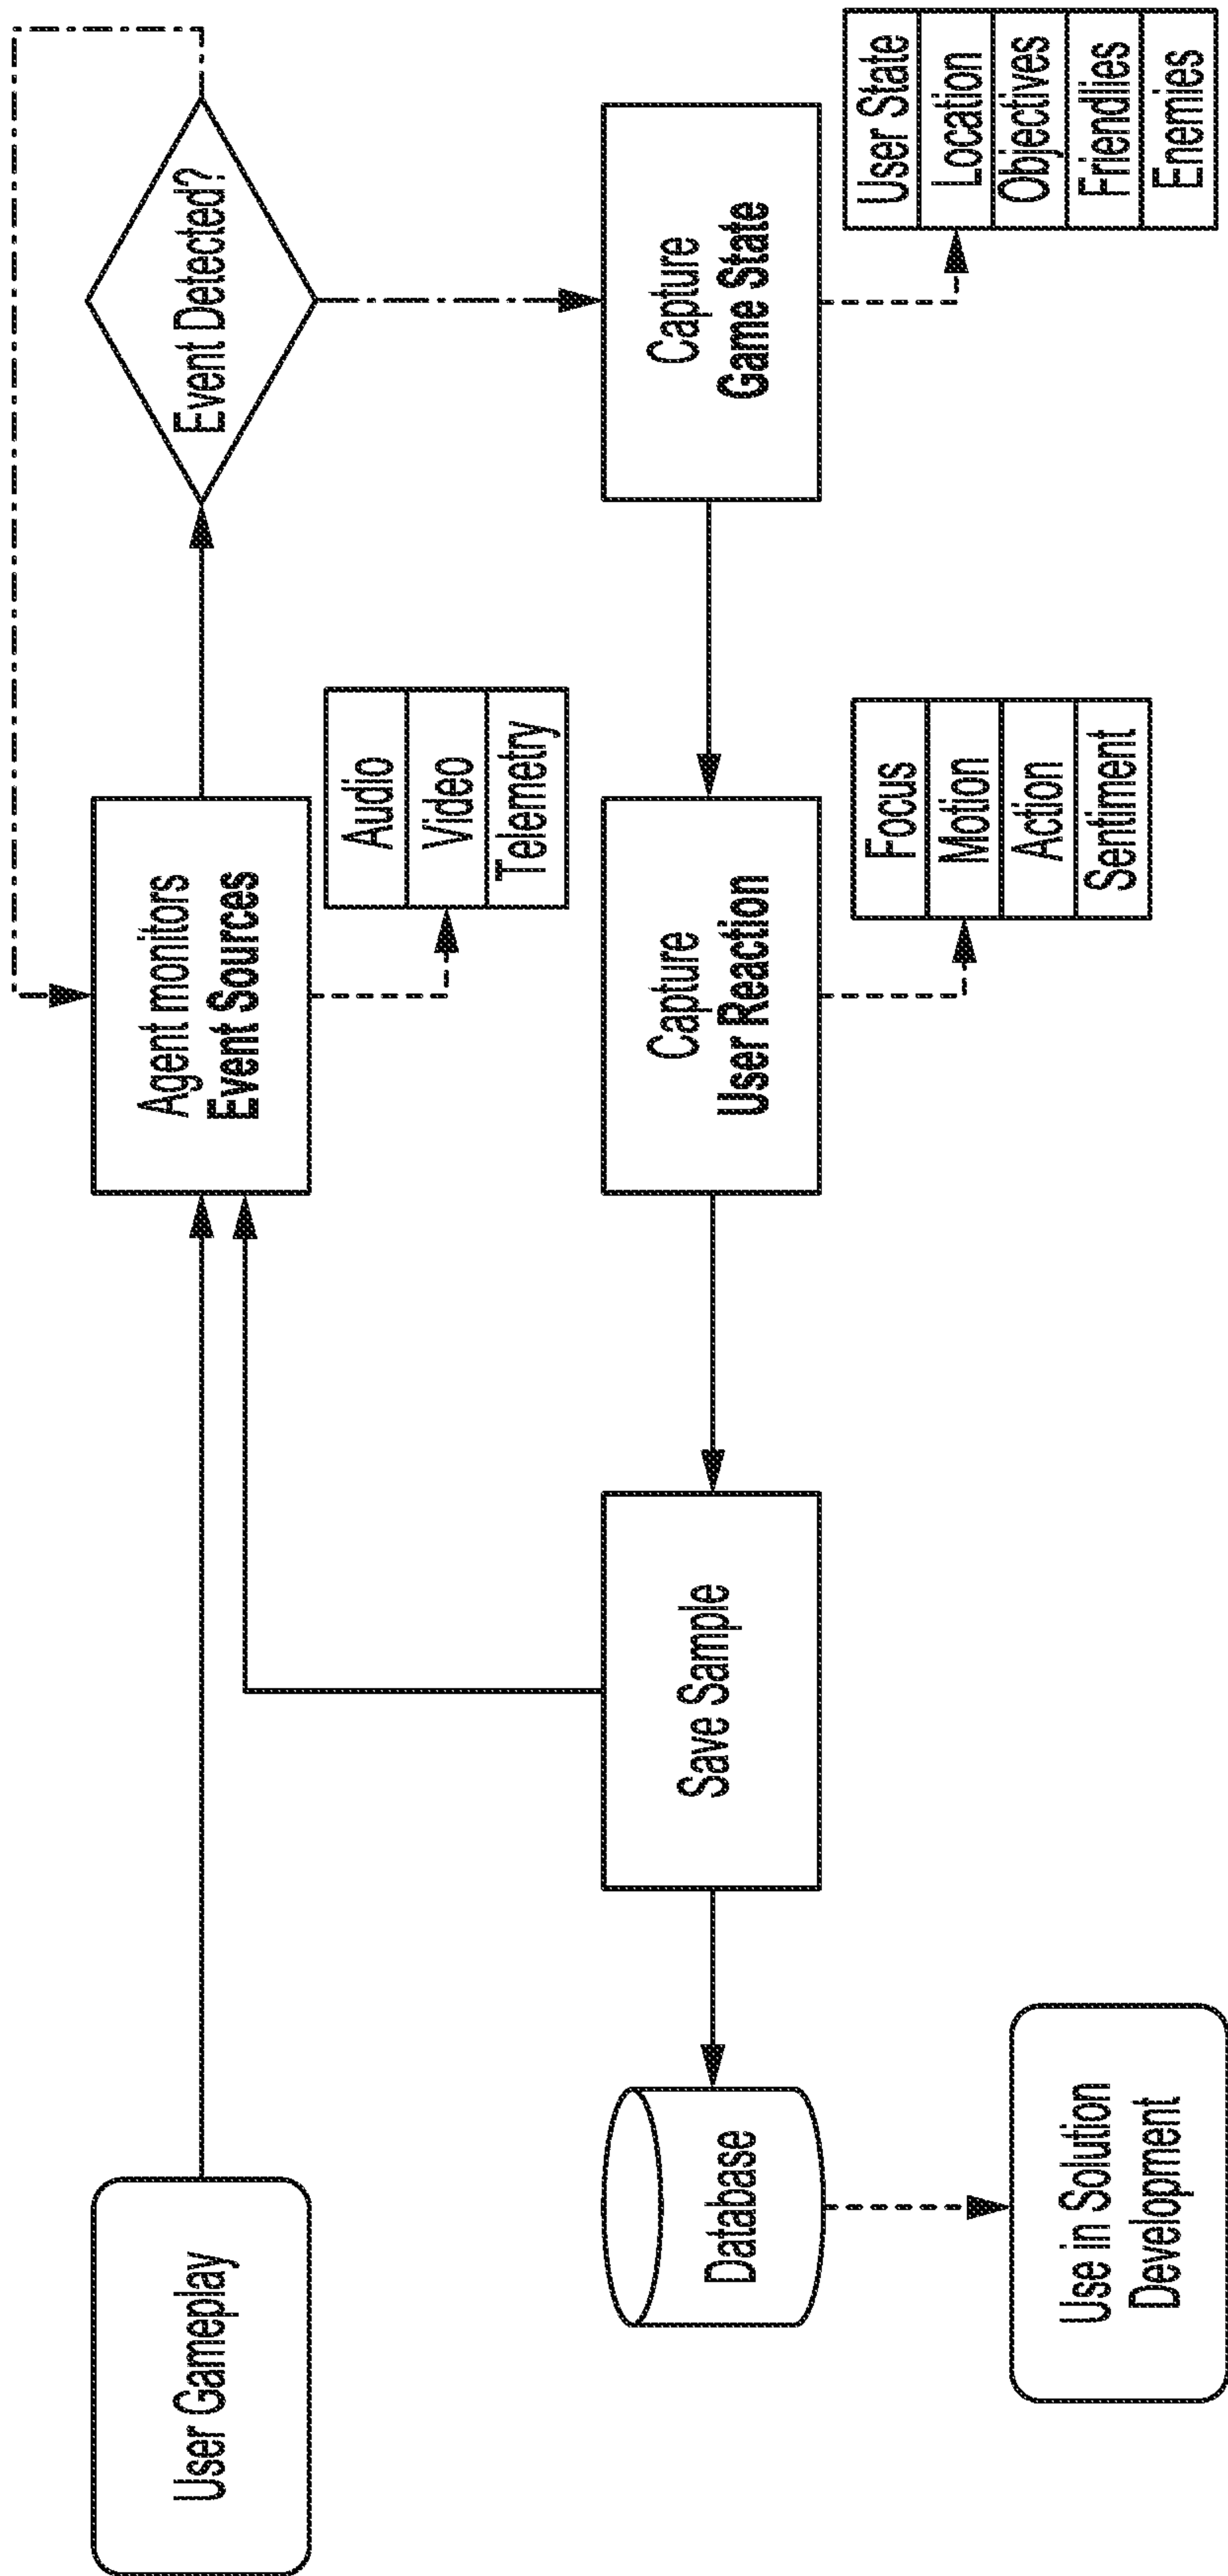 User Gameplay
Agent monitors
Event Sources
Audio
Video
Telemetry
Event Detected?
Capture
Game State
User State
Location
Objectives
Friendlies
Enemies
Capture
User Reaction
Focus
Motion
Action
Sentiment
Save Sample
Database
Use in Solution
Development